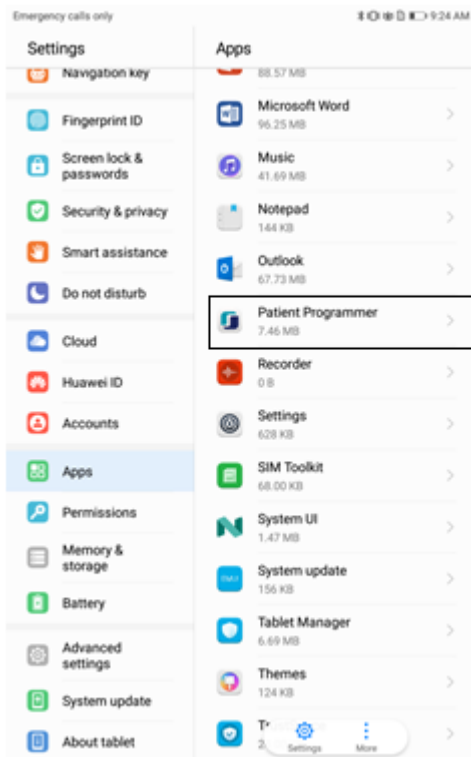 Emergency calls only
9:24 AM
Settings
Apps
Navigation key
88.57 MB
Fingerprint ID
Microsoft Word
96.25 MB
Screen lock &
passwords
Music
41.69 MB
Security & privacy
Notepad
144 KB
Smart assistance
Outlook
67.73 MB
Do not disturb
Patient Programmer
7.46 MB
Cloud
Recorder
0 B
Huawei ID
Accounts
Settings
628 KB
Apps
SIM Toolkit
68.00 KB
Permissions
System UI
1.47 MB
Memory &
storage
System update
156 KB
Battery
Tablet Manager
6.69 MB
Advanced
settings
Themes
124 KB
System update
About tablet
Settings
More